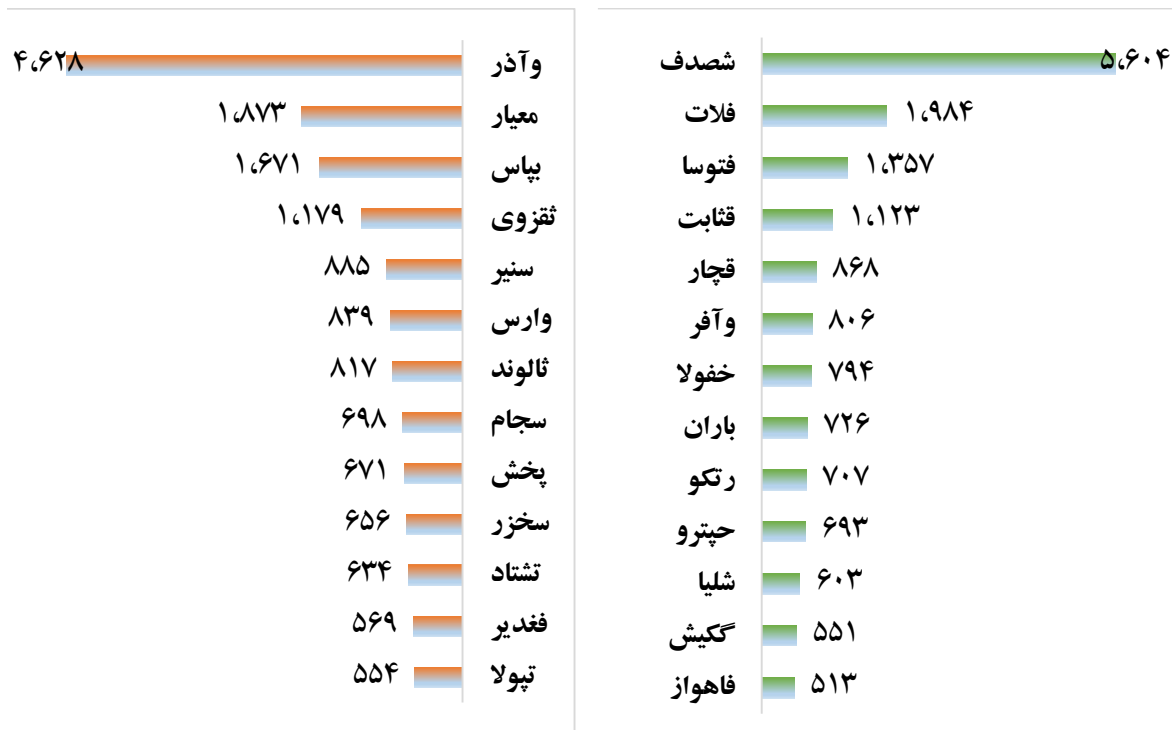 شصدف ۵،۶۰۴
فلات ۱،۹۸۴
فتوسا ۱،۳۵۷
قثابت ۱،۱۲۳
قچار ۸۶۸
وآفر ۸۰۶
خفولا ۷۹۴
باران ۷۲۶
رتکو ۷۰۷
حپترو ۶۹۳
شلیا ۶۰۳
گکیش ۵۵۱
فاهواز ۵۱۳
وآذر ۴،۶۲۸
معیار ۱،۸۷۳
بپاس ۱،۶۷۱
ثقزوی ۱،۱۷۹
سنیر ۸۸۵
وارس ۸۳۹
ثالوند ۸۱۷
سجام ۶۹۸
پخش ۶۷۱
سخزر ۶۵۶
تشتاد ۶۳۴
فغدیر ۵۶۹
تپولا ۵۵۴